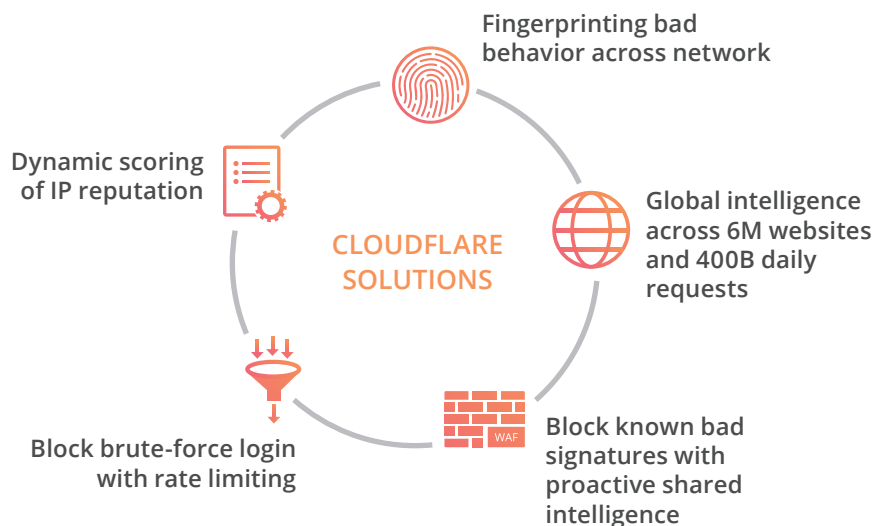 Fingerprinting bad
behavior across network
Dynamic scoring
of IP reputation
Global intelligence
across 6M websites
and 400B daily
requests
CLOUDFLARE
SOLUTIONS
WAF
Block known bad
signatures with
proactive shared
intelligence
Block brute-force login
with rate limiting